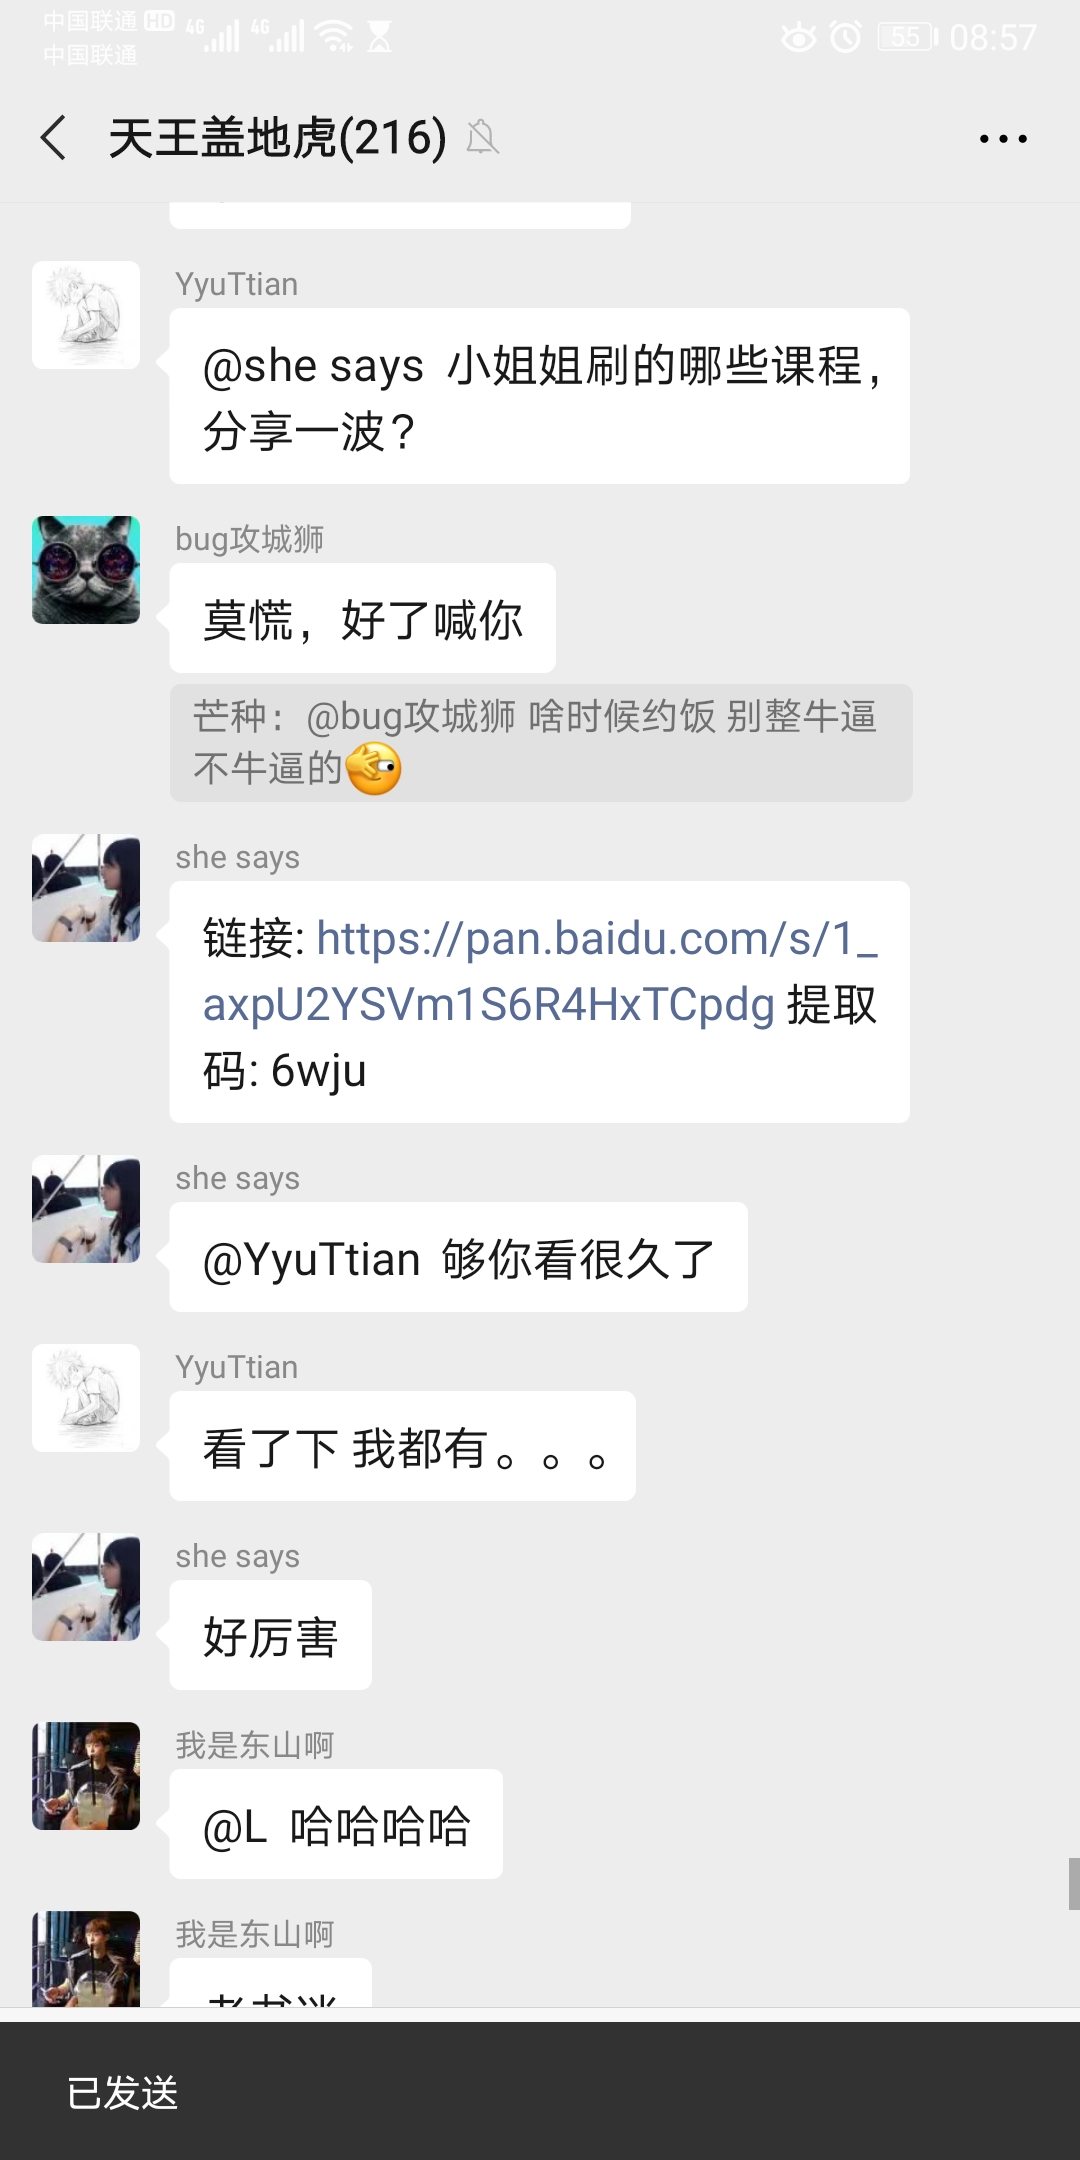 中国联通 HD 4G 4G 55 08:57
中国联通
天王盖地虎(216)
YyuTtian
@she says 小姐姐刷的哪些课程，
分享一波？
bug攻城狮
莫慌，好了喊你
芒种：@bug攻城狮 啥时候约饭 别整牛逼
不牛逼的
she says
链接: https://pan.baidu.com/s/1_
axpU2YSVm1S6R4HxTCpdg 提取
码: 6wju
she says
@YyuTtian 够你看很久了
YyuTtian
看了下 我都有。。。
she says
好厉害
我是东山啊
@L 哈哈哈哈
我是东山啊
已发送